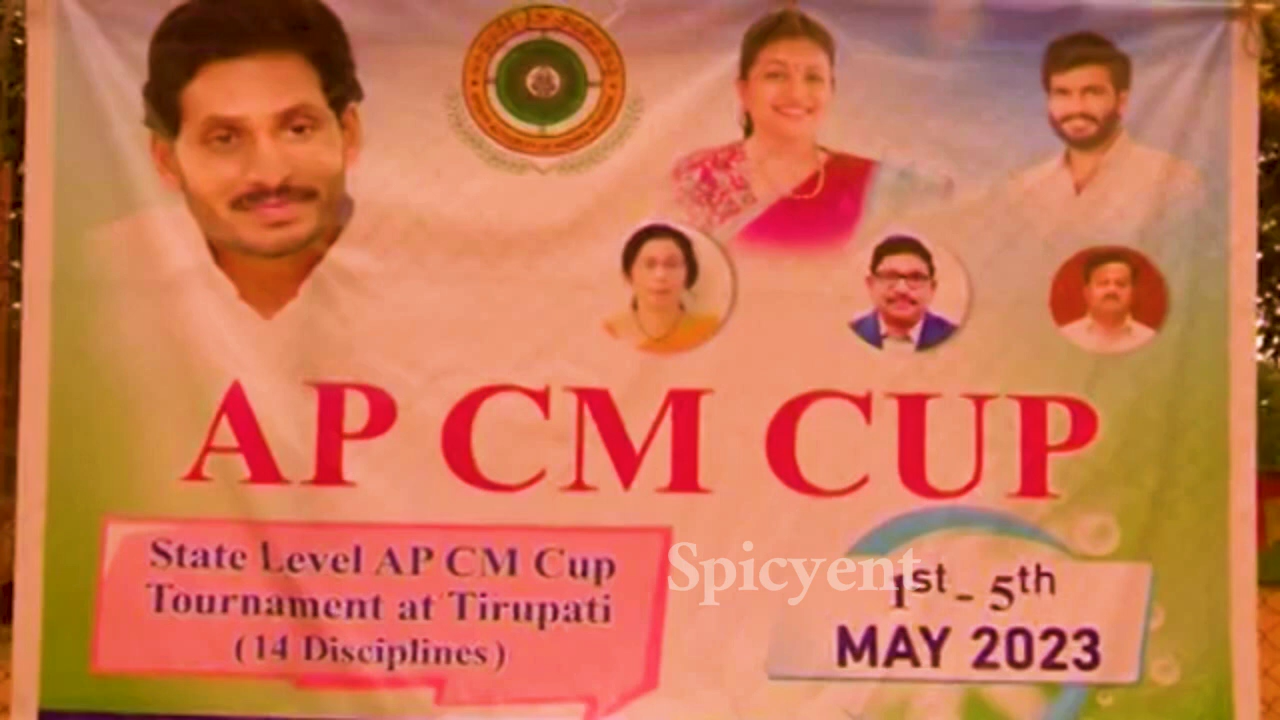 AP CM CUP
State Level AP CM Cup
Tournament at Tirupati
(14 Disciplines)
Spicyent
1st - 5th
MAY 2023